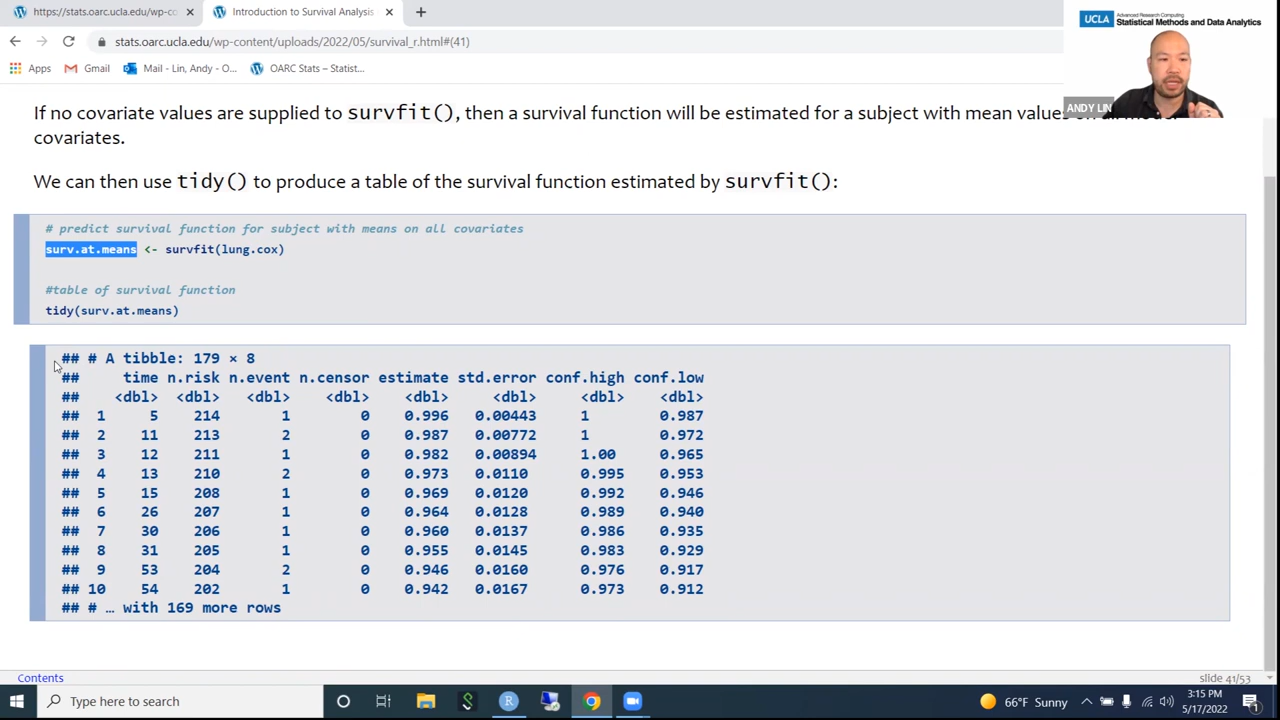 https://stats.oarc.ucla.edu/wp-co
Introduction to Survival Analysis
stats.oarc.ucla.edu/wp-content/uploads/2022/05/survival_r.html#(41)
Apps Gmail Mail - Lin, Andy - O... OARC Stats – Statist...
UCLA Advanced Research Computing
Statistical Methods and Data Analytics
ANDY LIN
If no covariate values are supplied to survfit(), then a survival function will be estimated for a subject with mean values on all model
covariates.
We can then use tidy() to produce a table of the survival function estimated by survfit():
# predict survival function for subject with means on all covariates
surv.at.means <- survfit(lung.cox)
#table of survival function
tidy(surv.at.means)
## # A tibble: 179 × 8
## time n.risk n.event n.censor estimate std.error conf.high conf.low
## <dbl> <dbl> <dbl> <dbl> <dbl> <dbl> <dbl> <dbl>
## 1 5 214 1 0 0.996 0.00443 1 0.987
## 2 11 213 2 0 0.987 0.00772 1 0.972
## 3 12 211 1 0 0.982 0.00894 1.00 0.965
## 4 13 210 2 0 0.973 0.0110 0.995 0.953
## 5 15 208 1 0 0.969 0.0120 0.992 0.946
## 6 26 207 1 0 0.964 0.0128 0.989 0.940
## 7 30 206 1 0 0.960 0.0137 0.986 0.935
## 8 31 205 1 0 0.955 0.0145 0.983 0.929
## 9 53 204 2 0 0.946 0.0160 0.976 0.917
## 10 54 202 1 0 0.942 0.0167 0.973 0.912
## # … with 169 more rows
Contents
slide 41/53
Type here to search
66°F Sunny
3:15 PM
5/17/2022